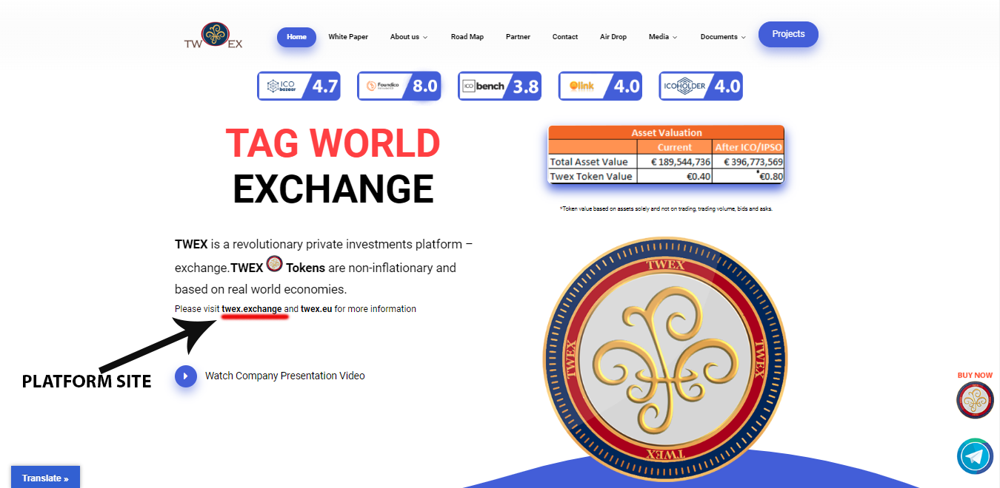 TW EX
Home
White Paper
About us
Road Map
Partner
Contact
Air Drop
Media
Documents
Projects
ICO bazaar 4.7
Foundico 8.0
ICO bench 3.8
Olink 4.0
ICOHOLDER 4.0
TAG WORLD
EXCHANGE
Asset Valuation
Current After ICO/IPSO
Total Asset Value € 189,544,736 € 396,773,569
Twex Token Value €0.40 *€0.80
*Token value based on assets solely and not on trading, trading volume, bids and asks.
TWEX is a revolutionary private investments platform –
exchange.TWEX Tokens are non-inflationary and
based on real world economies.
Please visit twex.exchange and twex.eu for more information
PLATFORM SITE
Watch Company Presentation Video
TWEX
TWEX
TWEX
TWEX
BUY NOW
Translate »